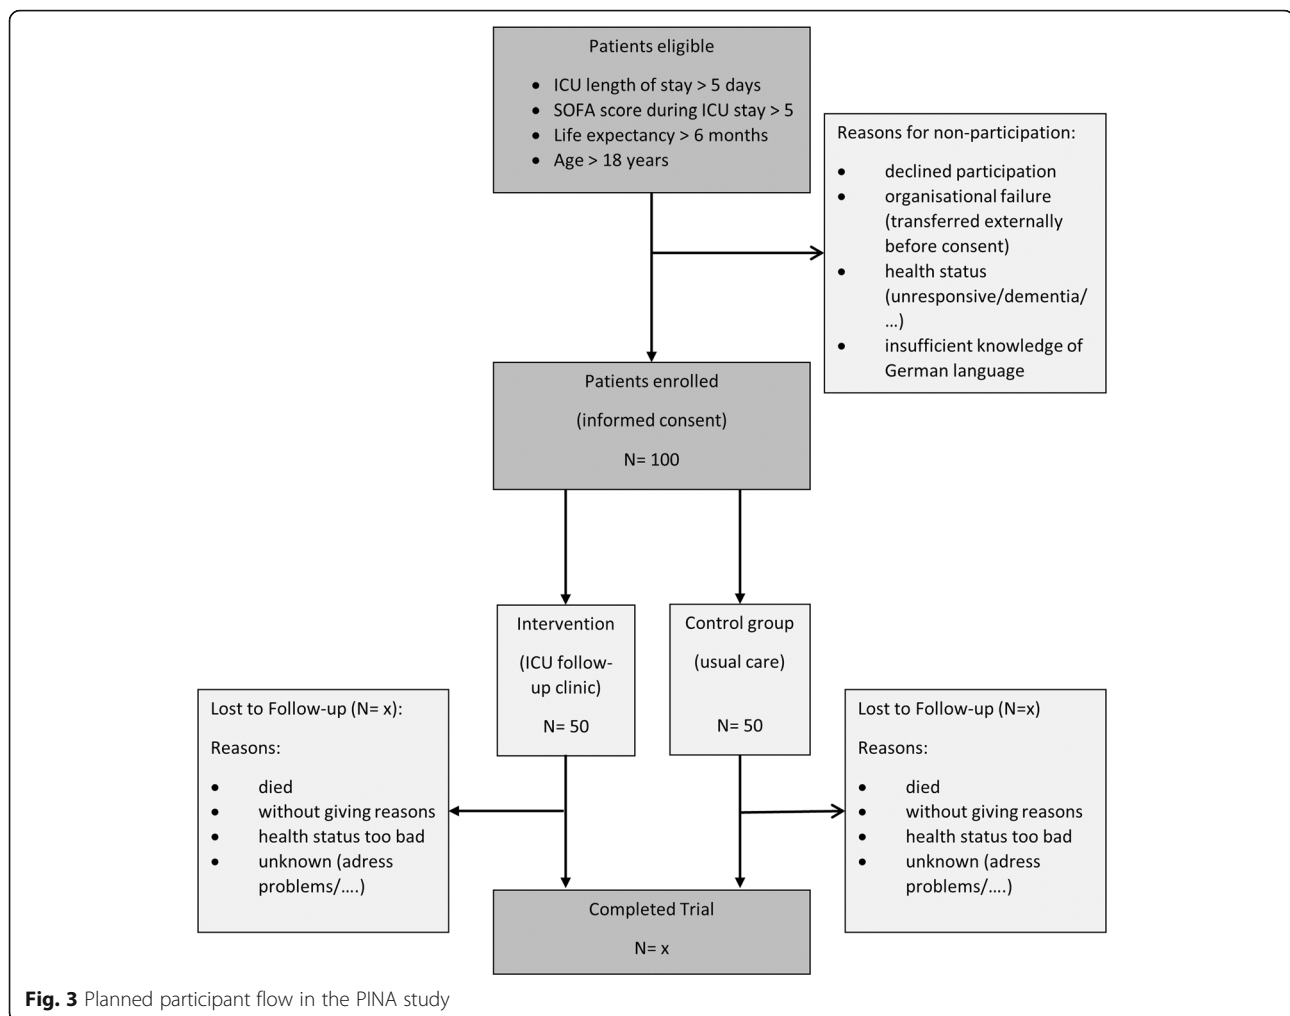 Patients eligible
• ICU length of stay > 5 days
• SOFA score during ICU stay > 5
• Life expectancy > 6 months
• Age > 18 years
Reasons for non-participation:
• declined participation
• organisational failure
(transferred externally
before consent)
• health status
(unresponsive/dementia/
...)
• insufficient knowledge of
German language
Patients enrolled
(informed consent)
N= 100
Intervention
(ICU follow-
up clinic)
N= 50
Control group
(usual care)
N= 50
Lost to Follow-up (N= x):
Reasons:
• died
• without giving reasons
• health status too bad
• unknown (adress
problems/....)
Lost to Follow-up (N=x)
Reasons:
• died
• without giving reasons
• health status too bad
• unknown (adress
problems/....)
Completed Trial
N= x
Fig. 3 Planned participant flow in the PINA study